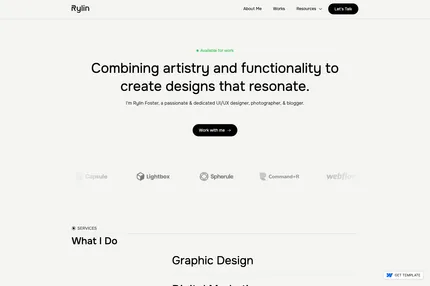 Rylin
About Me Works Resources Let's Talk
Available for work
Combining artistry and functionality to
create designs that resonate.
I'm Rylin Foster, a passionate & dedicated UI/UX designer, photographer, & blogger.
Work with me →
Capsule Lightbox Spherule Command+R
SERVICES
What I Do
Graphic Design
GET TEMPLATE